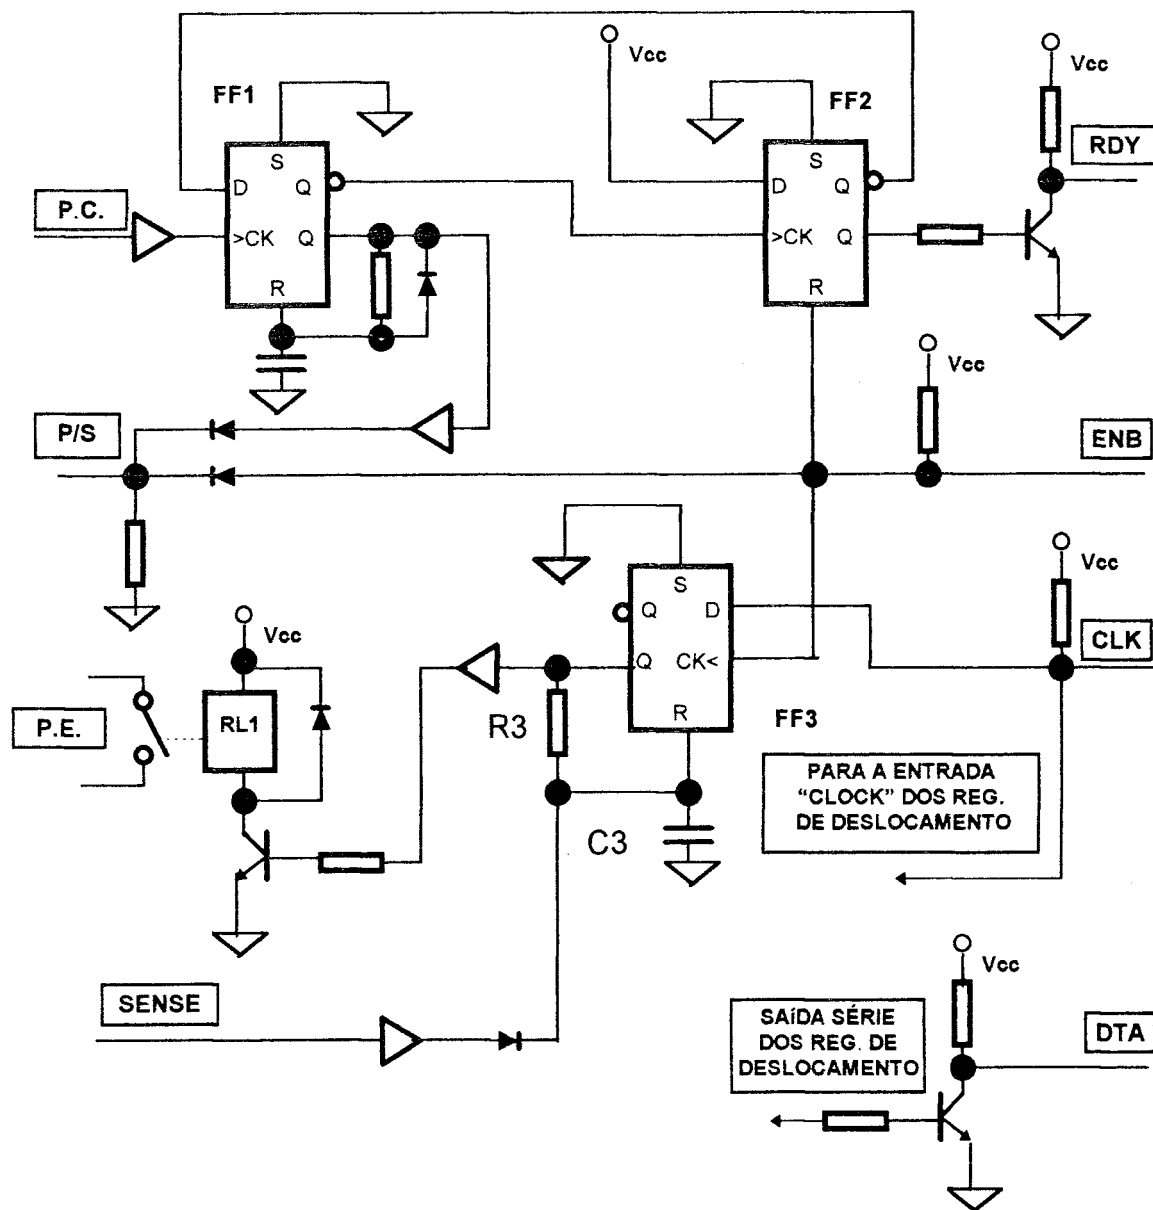 Vcc
Vcc
FF1
FF2
RDY
S
S
D
Q
D
Q
P.C.
>CK
Q
>CK
Q
R
R
Vcc
P/S
ENB
Vcc
S
Q
D
CLK
Vcc
Q
CK<
P.E.
RL1
R
FF3
R3
PARA A ENTRADA
"CLOCK" DOS REG.
DE DESLOCAMENTO
C3
Vcc
SENSE
SAÍDA SÉRIE
DOS REG. DE
DESLOCAMENTO
DTA